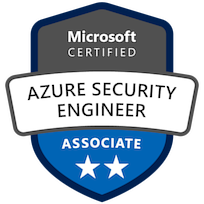 Microsoft
CERTIFIED
AZURE SECURITY
ENGINEER
ASSOCIATE